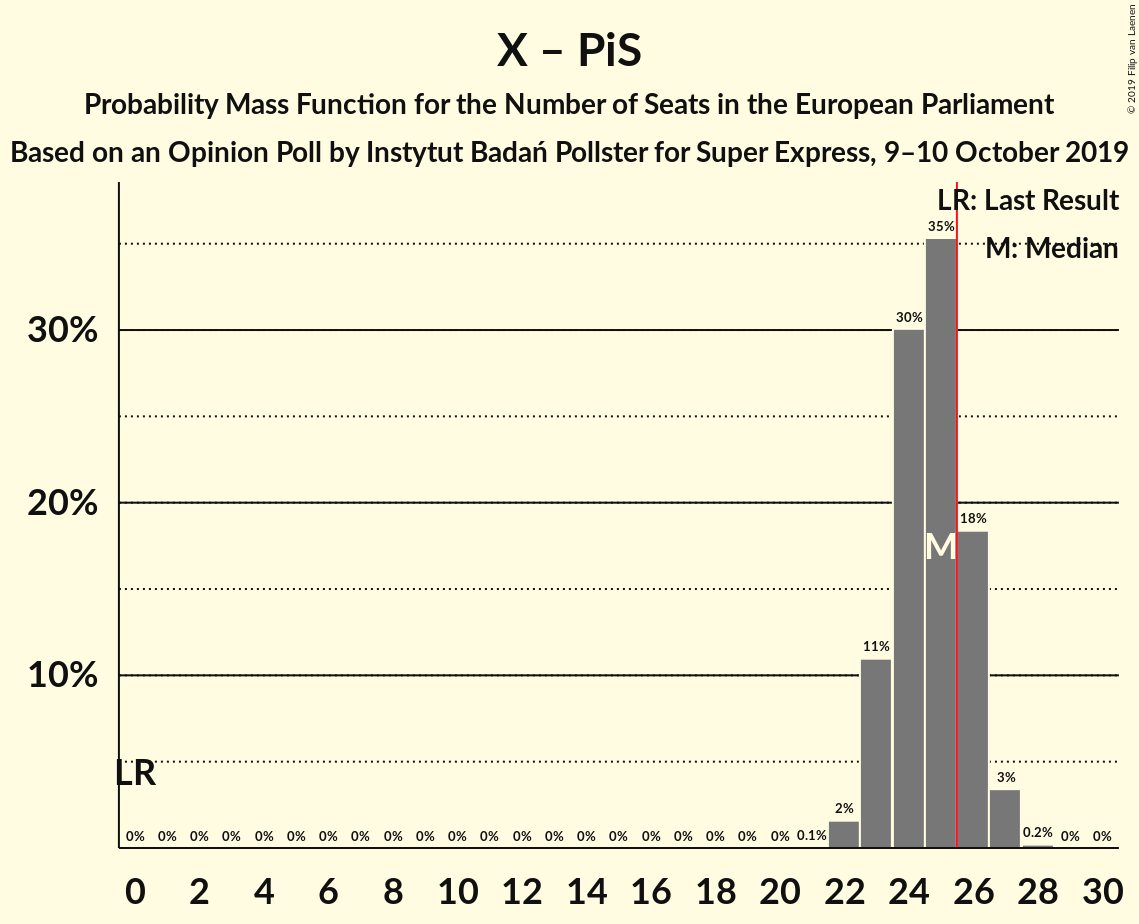 X – PiS
Probability Mass Function for the Number of Seats in the European Parliament
Based on an Opinion Poll by Instytut Badań Pollster for Super Express, 9–10 October 2019
© 2019 Filip van Laenen
LR: Last Result
M: Median
35%
30%
30%
20%
18%
M
11%
10%
LR
3%
2%
0% 0% 0% 0% 0% 0% 0% 0% 0% 0% 0% 0% 0% 0% 0% 0% 0% 0% 0% 0% 0% 0.1% 0.2% 0% 0%
0 2 4 6 8 10 12 14 16 18 20 22 24 26 28 30